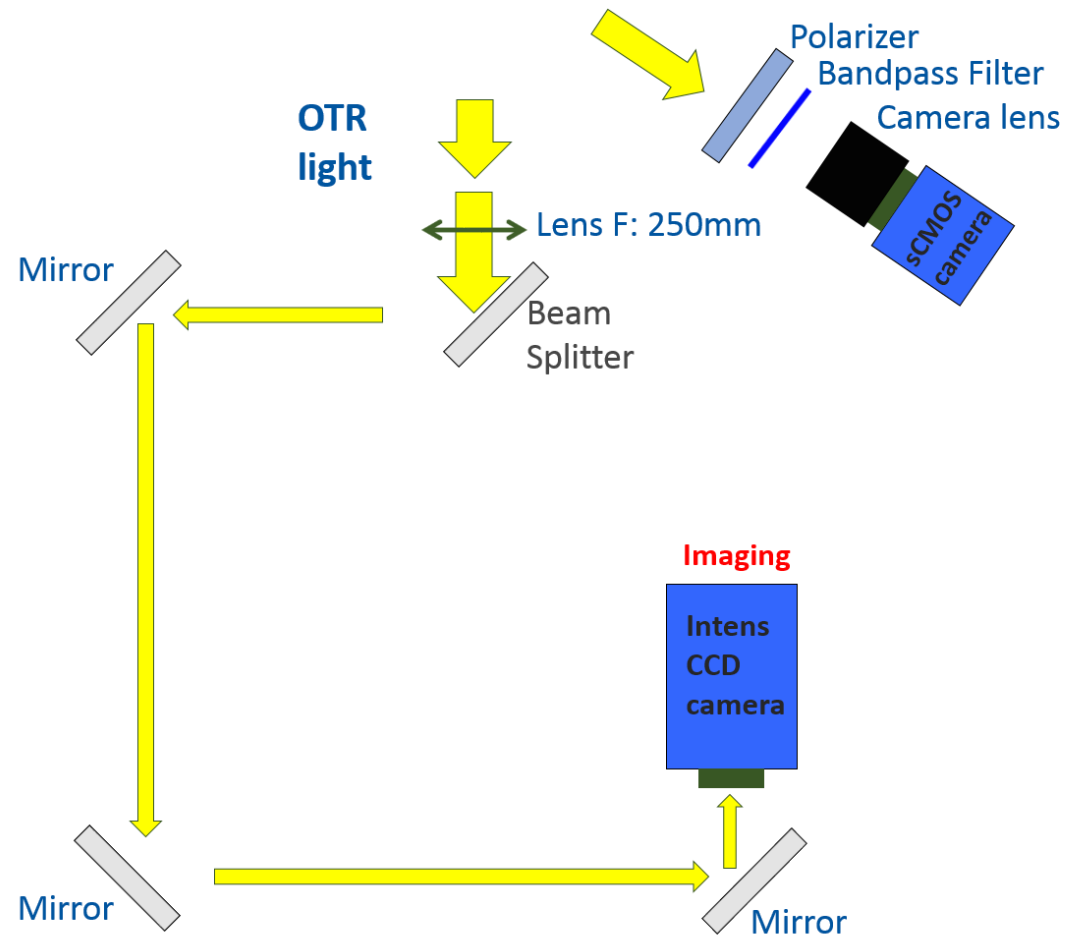 Polarizer
Bandpass Filter
Camera lens
OTR
light
sCMOS
camera
Lens F: 250mm
Mirror
Beam
Splitter
Imaging
Intens
CCD
camera
Mirror
Mirror